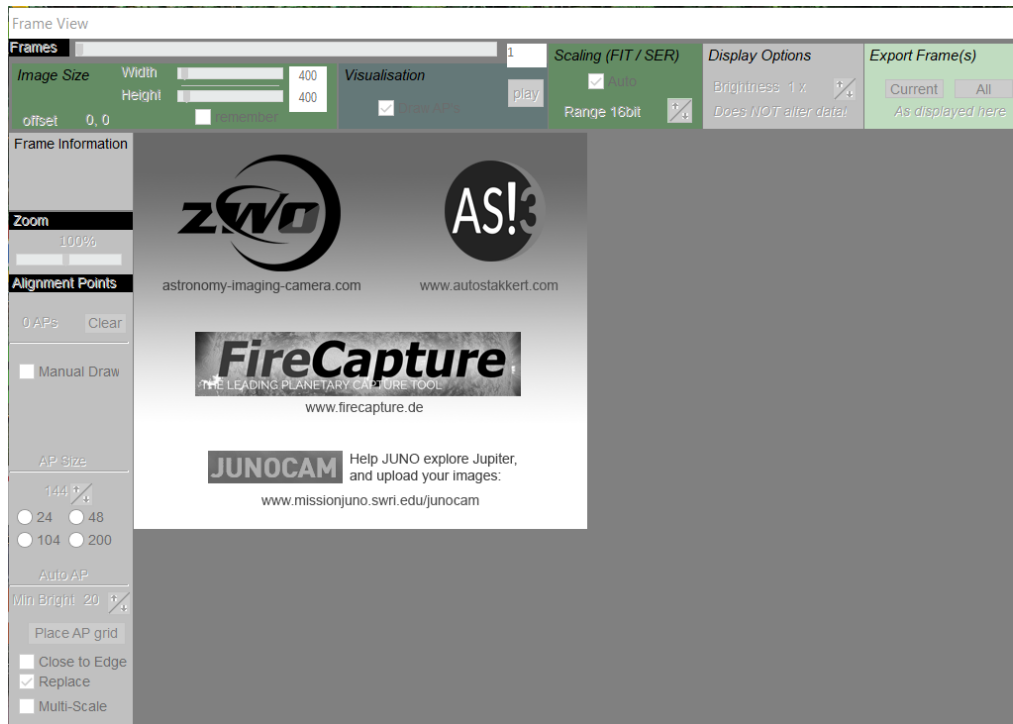 Frame View
Frames
1
Image Size
Width
400
Height
400
offset 0, 0
remember
Visualisation
Draw AP's
play
Scaling (FIT / SER)
Auto
Range 16bit
Display Options
Brightness 1 x
Does NOT alter data!
Export Frame(s)
Current All
As displayed here
Frame Information
Zoom
100%
Alignment Points
0 APs Clear
Manual Draw
AP Size
144
24 48
104 200
Auto AP
Min Bright 20
Place AP grid
Close to Edge
Replace
Multi-Scale
ZWO
astronomy-imaging-camera.com
AS!3
www.autostakkert.com
FireCapture
THE LEADING PLANETARY CAPTURE TOOL
www.firecapture.de
JUNOCAM
Help JUNO explore Jupiter,
and upload your images:
www.missionjuno.swri.edu/junocam